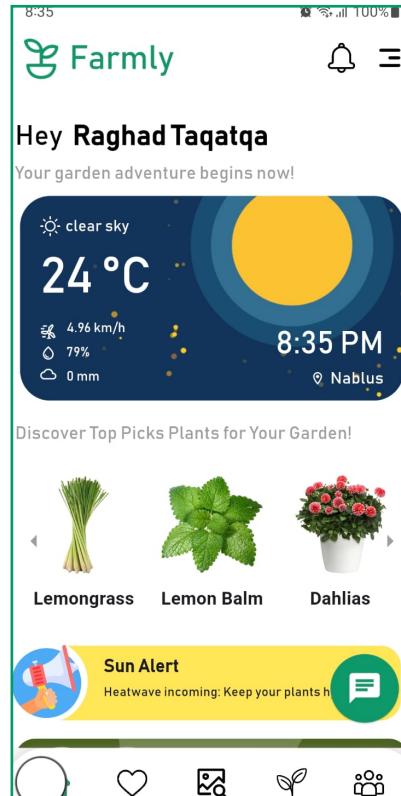 8:35
100%
Farmly
Hey Raghad Taqatqa
Your garden adventure begins now!
clear sky
24 °C
4.96 km/h
79%
0 mm
8:35 PM
Nablus
Discover Top Picks Plants for Your Garden!
Lemongrass Lemon Balm Dahlias
Sun Alert
Heatwave incoming: Keep your plants h